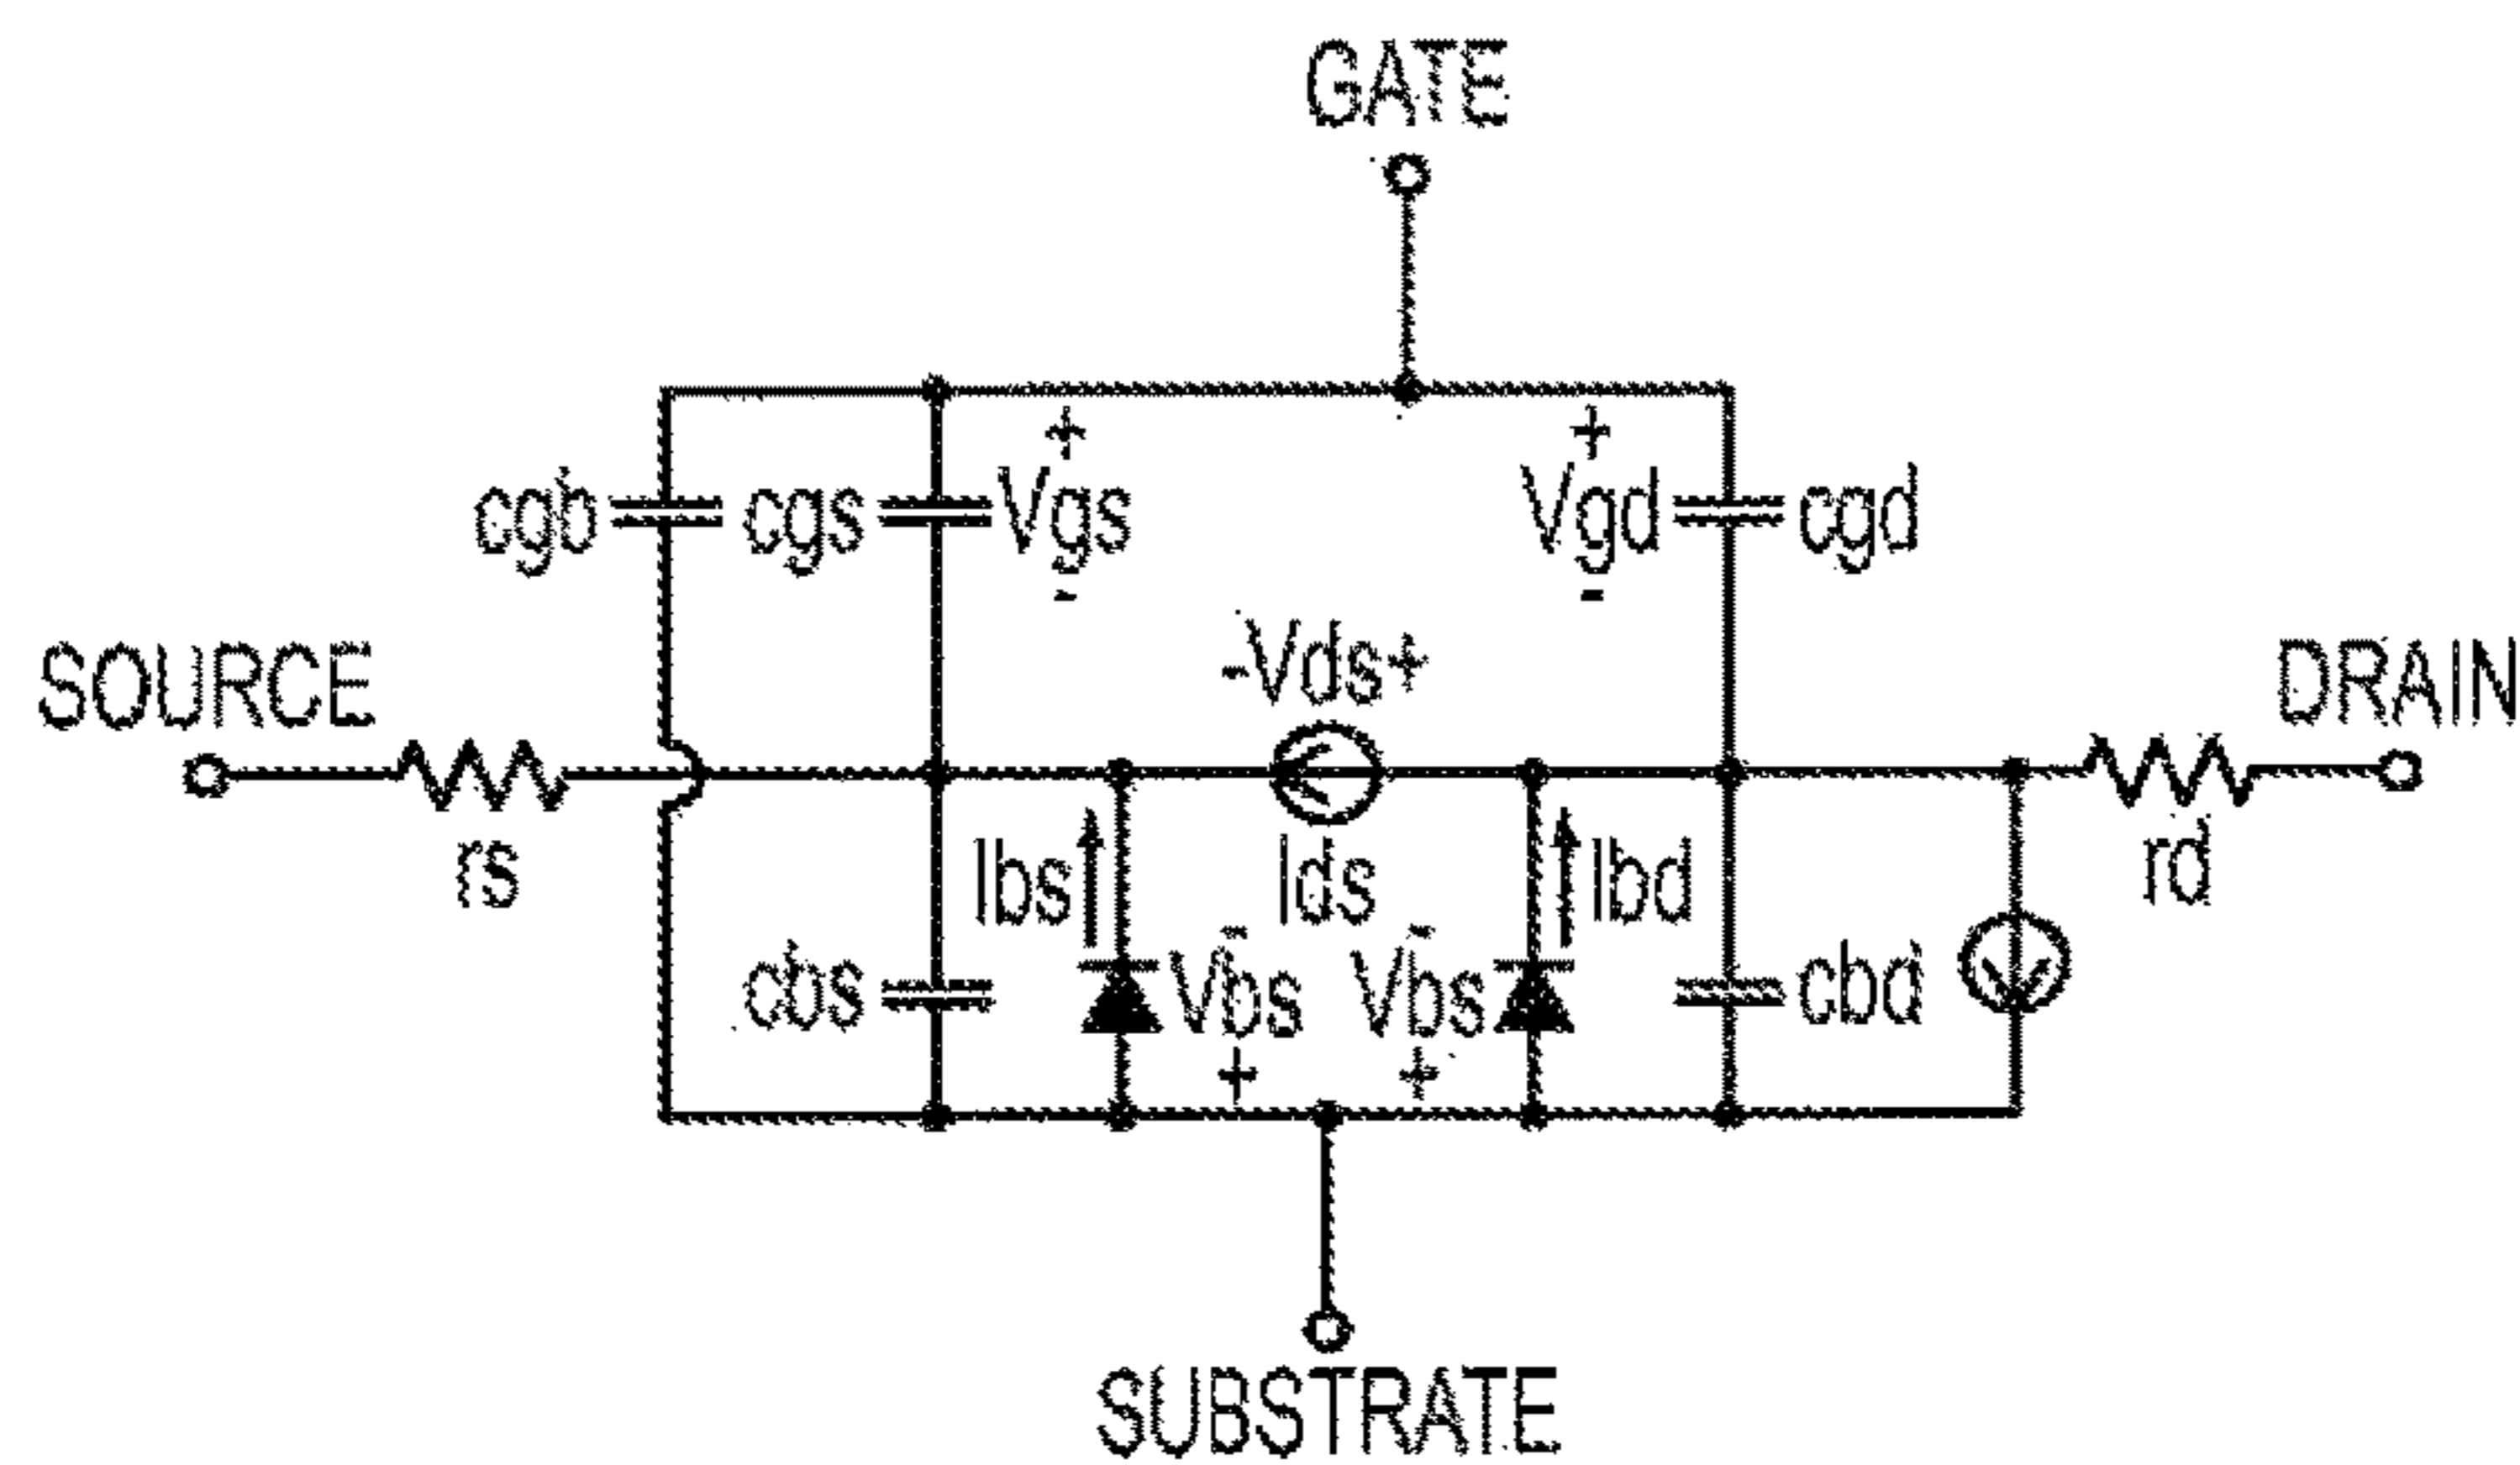 GATE
+
+
cgb
cgs
Vgs
Vgd
cgd
-
-
-Vds+
SOURCE
DRAIN
rs
Ibs
Ids
Ibd
rd
-
-
cbs
Vbs
Vbs
cbd
+
+
SUBSTRATE